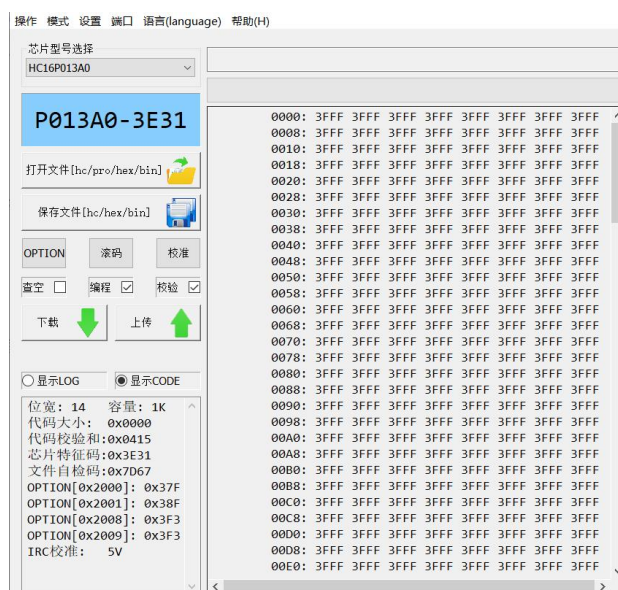 操作 模式 设置 端口 语言(language) 帮助(H)
芯片型号选择
HC16P013A0
P013A0-3E31
打开文件[hc/pro/hex/bin]
保存文件[hc/hex/bin]
OPTION 滚码 校准
查空 编程 校验
下载 上传
显示LOG 显示CODE
位宽: 14 容量: 1K
代码大小: 0x0000
代码校验和:0x0415
芯片特征码:0x3E31
文件自检码:0x7D67
OPTION[0x2000]: 0x37F
OPTION[0x2001]: 0x38F
OPTION[0x2008]: 0x3F3
OPTION[0x2009]: 0x3F3
IRC校准: 5V
0000: 3FFF 3FFF 3FFF 3FFF 3FFF 3FFF 3FFF 3FFF
0008: 3FFF 3FFF 3FFF 3FFF 3FFF 3FFF 3FFF 3FFF
0010: 3FFF 3FFF 3FFF 3FFF 3FFF 3FFF 3FFF 3FFF
0018: 3FFF 3FFF 3FFF 3FFF 3FFF 3FFF 3FFF 3FFF
0020: 3FFF 3FFF 3FFF 3FFF 3FFF 3FFF 3FFF 3FFF
0028: 3FFF 3FFF 3FFF 3FFF 3FFF 3FFF 3FFF 3FFF
0030: 3FFF 3FFF 3FFF 3FFF 3FFF 3FFF 3FFF 3FFF
0038: 3FFF 3FFF 3FFF 3FFF 3FFF 3FFF 3FFF 3FFF
0040: 3FFF 3FFF 3FFF 3FFF 3FFF 3FFF 3FFF 3FFF
0048: 3FFF 3FFF 3FFF 3FFF 3FFF 3FFF 3FFF 3FFF
0050: 3FFF 3FFF 3FFF 3FFF 3FFF 3FFF 3FFF 3FFF
0058: 3FFF 3FFF 3FFF 3FFF 3FFF 3FFF 3FFF 3FFF
0060: 3FFF 3FFF 3FFF 3FFF 3FFF 3FFF 3FFF 3FFF
0068: 3FFF 3FFF 3FFF 3FFF 3FFF 3FFF 3FFF 3FFF
0070: 3FFF 3FFF 3FFF 3FFF 3FFF 3FFF 3FFF 3FFF
0078: 3FFF 3FFF 3FFF 3FFF 3FFF 3FFF 3FFF 3FFF
0080: 3FFF 3FFF 3FFF 3FFF 3FFF 3FFF 3FFF 3FFF
0088: 3FFF 3FFF 3FFF 3FFF 3FFF 3FFF 3FFF 3FFF
0090: 3FFF 3FFF 3FFF 3FFF 3FFF 3FFF 3FFF 3FFF
0098: 3FFF 3FFF 3FFF 3FFF 3FFF 3FFF 3FFF 3FFF
00A0: 3FFF 3FFF 3FFF 3FFF 3FFF 3FFF 3FFF 3FFF
00A8: 3FFF 3FFF 3FFF 3FFF 3FFF 3FFF 3FFF 3FFF
00B0: 3FFF 3FFF 3FFF 3FFF 3FFF 3FFF 3FFF 3FFF
00B8: 3FFF 3FFF 3FFF 3FFF 3FFF 3FFF 3FFF 3FFF
00C0: 3FFF 3FFF 3FFF 3FFF 3FFF 3FFF 3FFF 3FFF
00C8: 3FFF 3FFF 3FFF 3FFF 3FFF 3FFF 3FFF 3FFF
00D0: 3FFF 3FFF 3FFF 3FFF 3FFF 3FFF 3FFF 3FFF
00D8: 3FFF 3FFF 3FFF 3FFF 3FFF 3FFF 3FFF 3FFF
00E0: 3FFF 3FFF 3FFF 3FFF 3FFF 3FFF 3FFF 3FFF